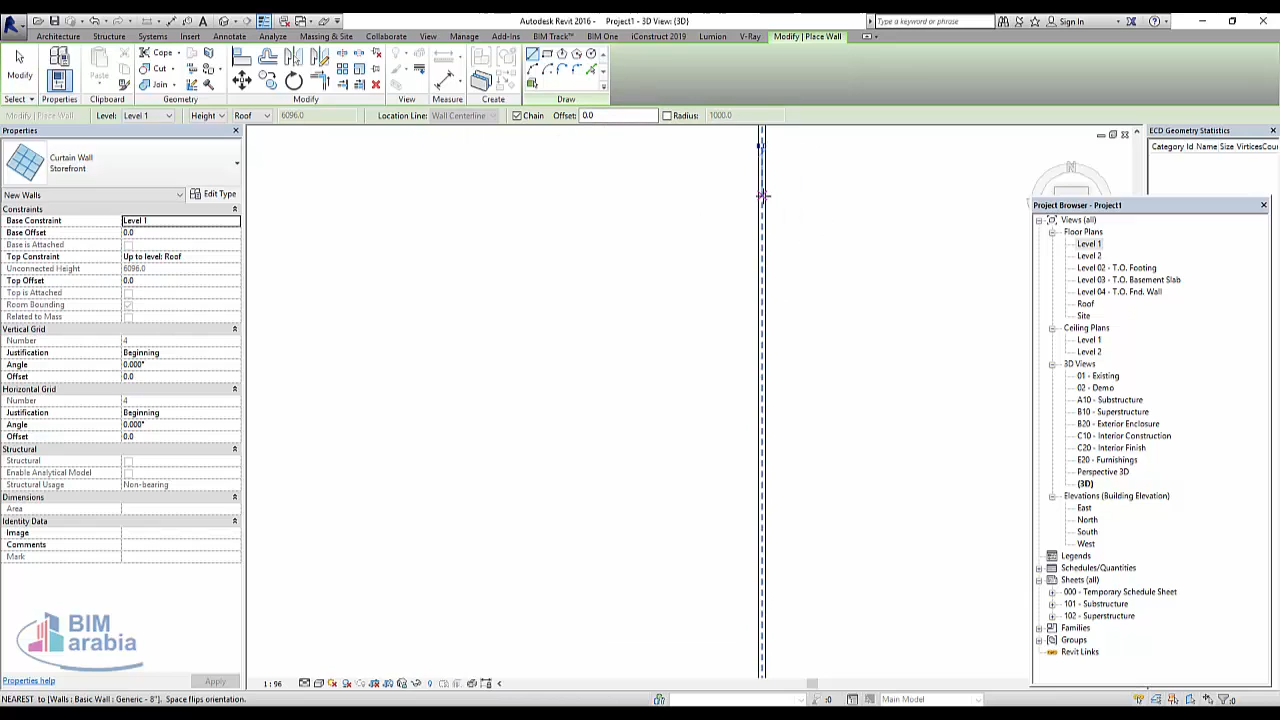 Autodesk Revit 2016 - Project1 - 3D View: {3D}
Type a keyword or phrase
Sign In
Architecture Structure Systems Insert Annotate Analyze Massing & Site Collaborate View Manage Add-Ins BIM Track™ BIM One iConstruct 2019 Lumion V-Ray Modify | Place Wall
Modify Properties Paste Cope Cut Join
Select Properties Clipboard Geometry Modify View Measure Create Draw
Modify | Place Wall Level: Level 1 Height Roof 6096.0 Location Line: Wall Centerline Chain Offset: 0.0 Radius: 1000.0
Properties
Curtain Wall
Storefront
New Walls Edit Type
Constraints
Base Constraint Level 1
Base Offset 0.0
Base is Attached
Top Constraint Up to level: Roof
Unconnected Height 6096.0
Top Offset 0.0
Top is Attached
Room Bounding
Related to Mass
Vertical Grid
Number 4
Justification Beginning
Angle 0.000°
Offset 0.0
Horizontal Grid
Number 4
Justification Beginning
Angle 0.000°
Offset 0.0
Structural
Structural
Enable Analytical Model
Structural Usage Non-bearing
Dimensions
Area
Identity Data
Image
Comments
Mark
BIM
arabia
Properties help Apply
N
ECD Geometry Statistics
Category Id Name Size VirticesCou
Project Browser - Project1
Views (all)
Floor Plans
Level 1
Level 2
Level 02 - T.O. Footing
Level 03 - T.O. Basement Slab
Level 04 - T.O. Fnd. Wall
Roof
Site
Ceiling Plans
Level 1
Level 2
3D Views
01 - Existing
02 - Demo
A10 - Substructure
B10 - Superstructure
B20 - Exterior Enclosure
C10 - Interior Construction
C20 - Interior Finish
E20 - Furnishings
Perspective 3D
{3D}
Elevations (Building Elevation)
East
North
South
West
Legends
Schedules/Quantities
Sheets (all)
000 - Temporary Schedule Sheet
101 - Substructure
102 - Superstructure
Families
Groups
Revit Links
1 : 96
NEAREST to [Walls : Basic Wall : Generic - 8"]. Space flips orientation. :0 Main Model :0